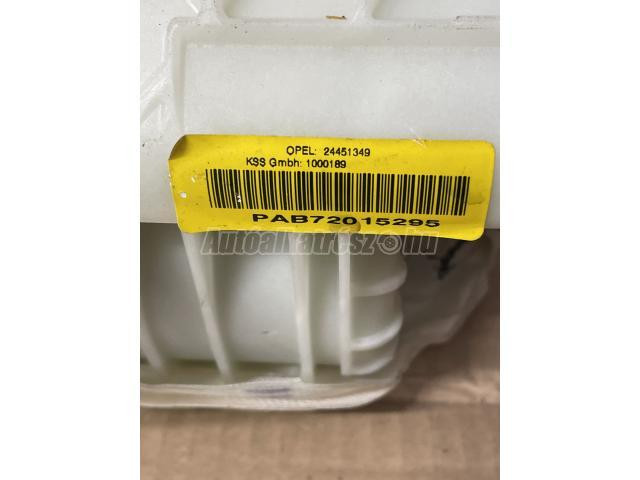 OPEL: 24451349
KSS Gmbh: 1000189
PAB72015295
Autoalkatrész.hu